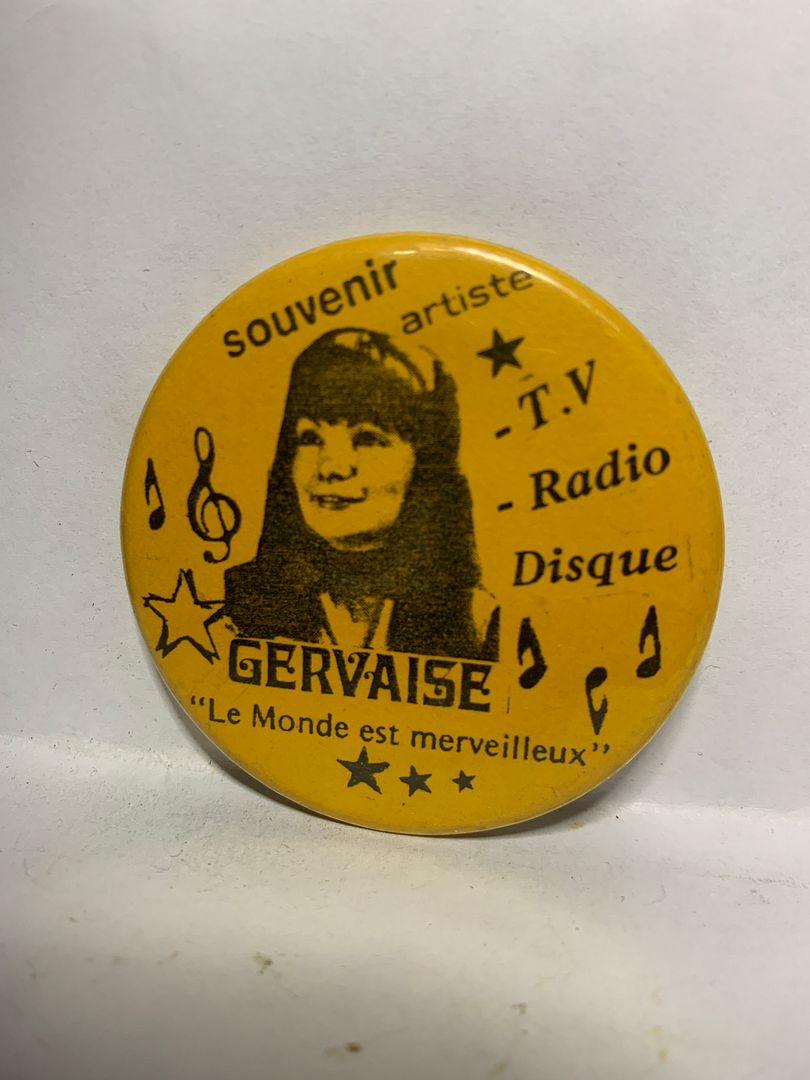 souvenir
artiste
- T.V
- Radio
Disque
GERVAISE
"Le Monde est merveilleux"